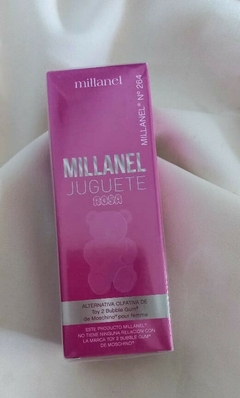 millanel
MILLANEL® Nº 264
MILLANEL
JUGUETE
ROSA
ALTERNATIVA OLFATIVA DE
Toy 2 Bubble Gum®
de Moschino® pour femme
ESTE PRODUCTO MILLANEL®
NO TIENE NINGUNA RELACIÓN CON
LA MARCA TOY 2 BUBBLE GUM®
DE MOSCHINO®